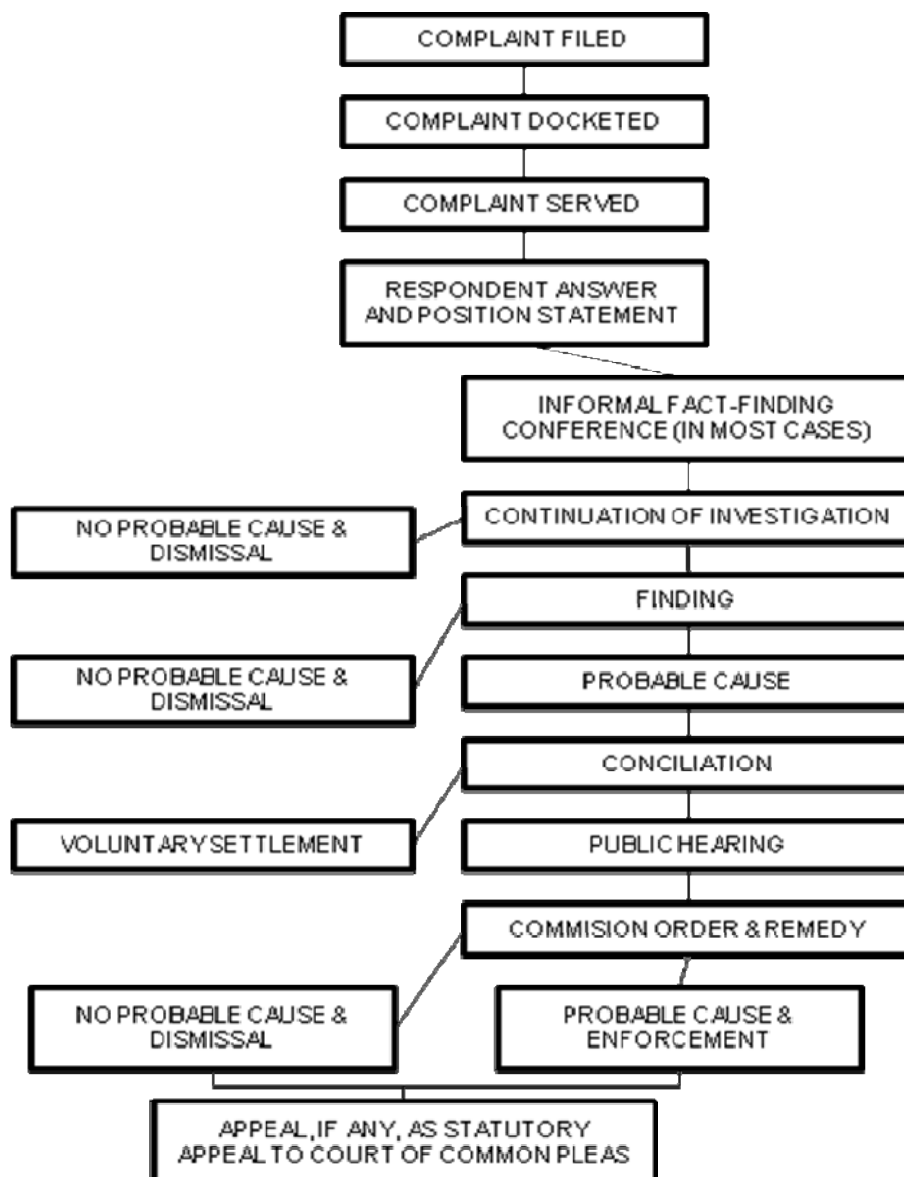 COMPLAINT FILED
COMPLAINT DOCKETED
COMPLAINT SERVED
RESPONDENT ANSWER
AND POSITION STATEMENT
INFORMAL FACT-FINDING
CONFERENCE (IN MOST CASES)
CONTINUATION OF INVESTIGATION
NO PROBABLE CAUSE &
DISMISSAL
FINDING
NO PROBABLE CAUSE &
DISMISSAL
PROBABLE CAUSE
CONCILIATION
VOLUNTARY SETTLEMENT
PUBLIC HEARING
COMMISION ORDER & REMEDY
NO PROBABLE CAUSE &
DISMISSAL
PROBABLE CAUSE &
ENFORCEMENT
APPEAL, IF ANY, AS STATUTORY
APPEAL TO COURT OF COMMON PLEAS